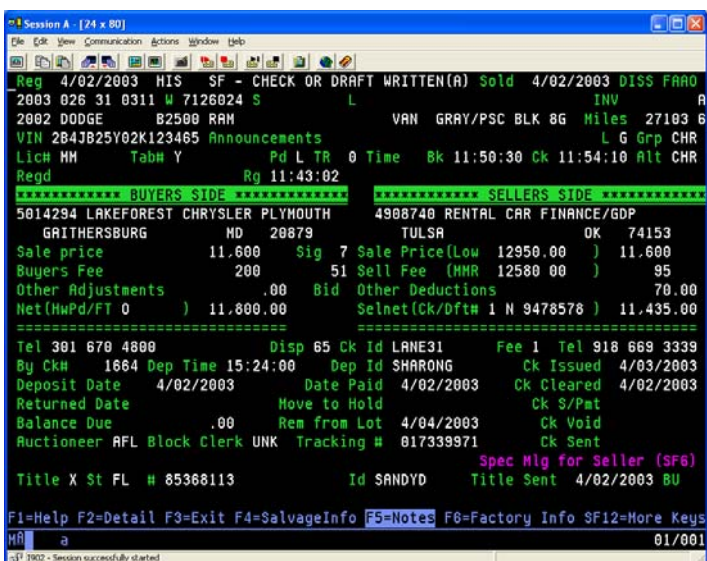 Session A - [24 x 80]
File Edit View Communication Actions Window Help
Reg 4/02/2003 HIS SF - CHECK OR DRAFT WRITTEN(A) Sold 4/02/2003 DISS FAAO
2003 026 31 0311 W 7126024 S L INV A
2002 DODGE B2500 RAM VAN GRAY/PSC BLK 8G Miles 27103 6
VIN 2B4JB25Y02K123465 Announcements L G Grp CHR
Lic# MM Tab# Y Pd L TR 0 Time Bk 11:50:30 Ck 11:54:10 Alt CHR
Regd Rg 11:43:02
************ BUYERS SIDE ************* ************ SELLERS SIDE ***********
5014294 LAKEFOREST CHRYSLER PLYMOUTH 4908740 RENTAL CAR FINANCE/GDP
GAITHERSBURG MD 20879 TULSA OK 74153
Sale price 11,600 Sig 7 Sale Price(Low 12950.00 ) 11,600
Buyers Fee 200 51 Sell Fee (MMR 12580 00 ) 95
Other Adjustments .00 Bid Other Deductions 70.00
Net(HwPd/FT O ) 11,800.00 Selnet(Ck/Dft# 1 N 9478578 ) 11,435.00
================================ ========================================
Tel 301 670 4800 Disp 65 Ck Id LANE31 Fee 1 Tel 918 669 3339
By Ck# 1664 Dep Time 15:24:00 Dep Id SHARONG Ck Issued 4/03/2003
Deposit Date 4/02/2003 Date Paid 4/02/2003 Ck Cleared 4/02/2003
Returned Date Move to Hold Ck S/Pmt
Balance Due .00 Rem from Lot 4/04/2003 Ck Void
Auctioneer AFL Block Clerk UNK Tracking # 017339971 Ck Sent
Spec Mlg for Seller (SF6)
Title X St FL # 85368113 Id SANDYD Title Sent 4/02/2003 BU
F1=Help F2=Detail F3=Exit F4=SalvageInfo F5=Notes F6=Factory Info SF12=More Keys
MA a 01/001
I902 - Session successfully started